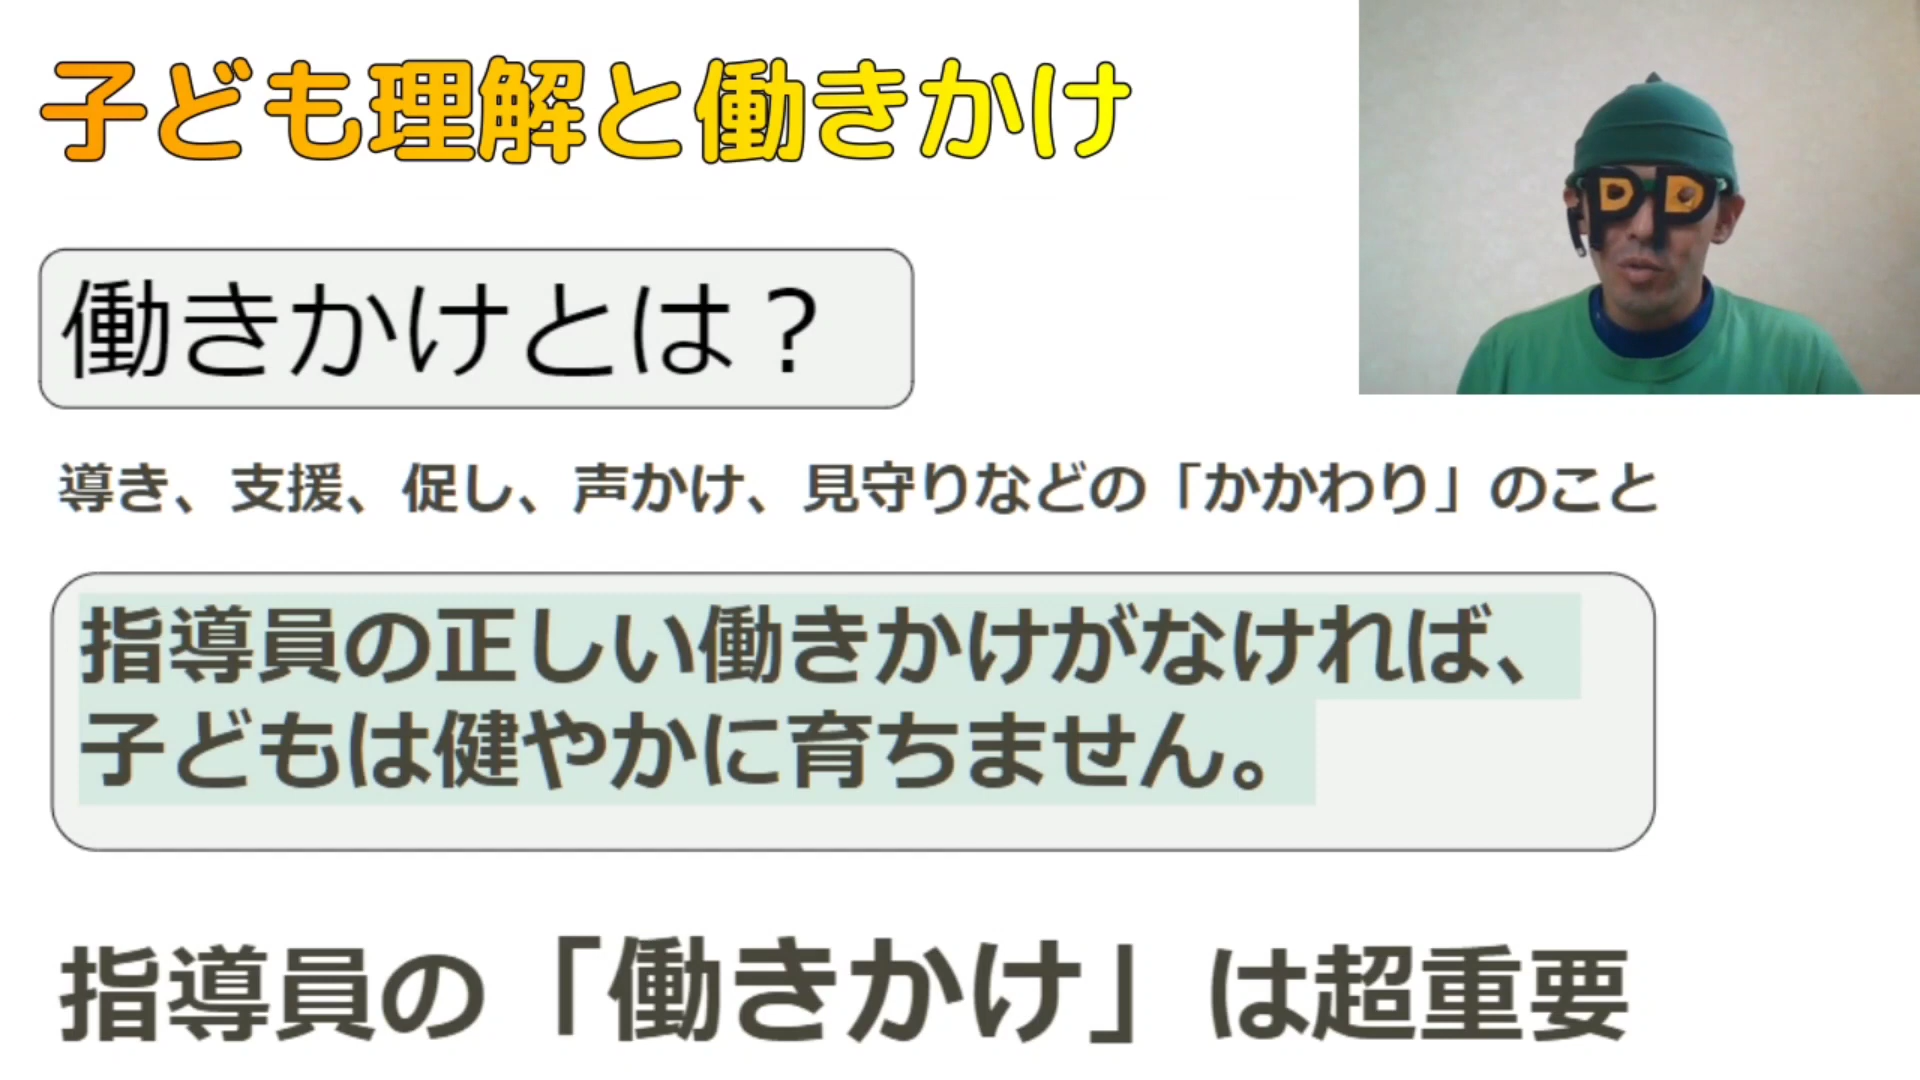 子ども理解と働きかけ
働きかけとは？
導き、支援、促し、声かけ、見守りなどの「かかわり」のこと
指導員の正しい働きかけがなければ、
子どもは健やかに育ちません。
指導員の「働きかけ」は超重要
PP